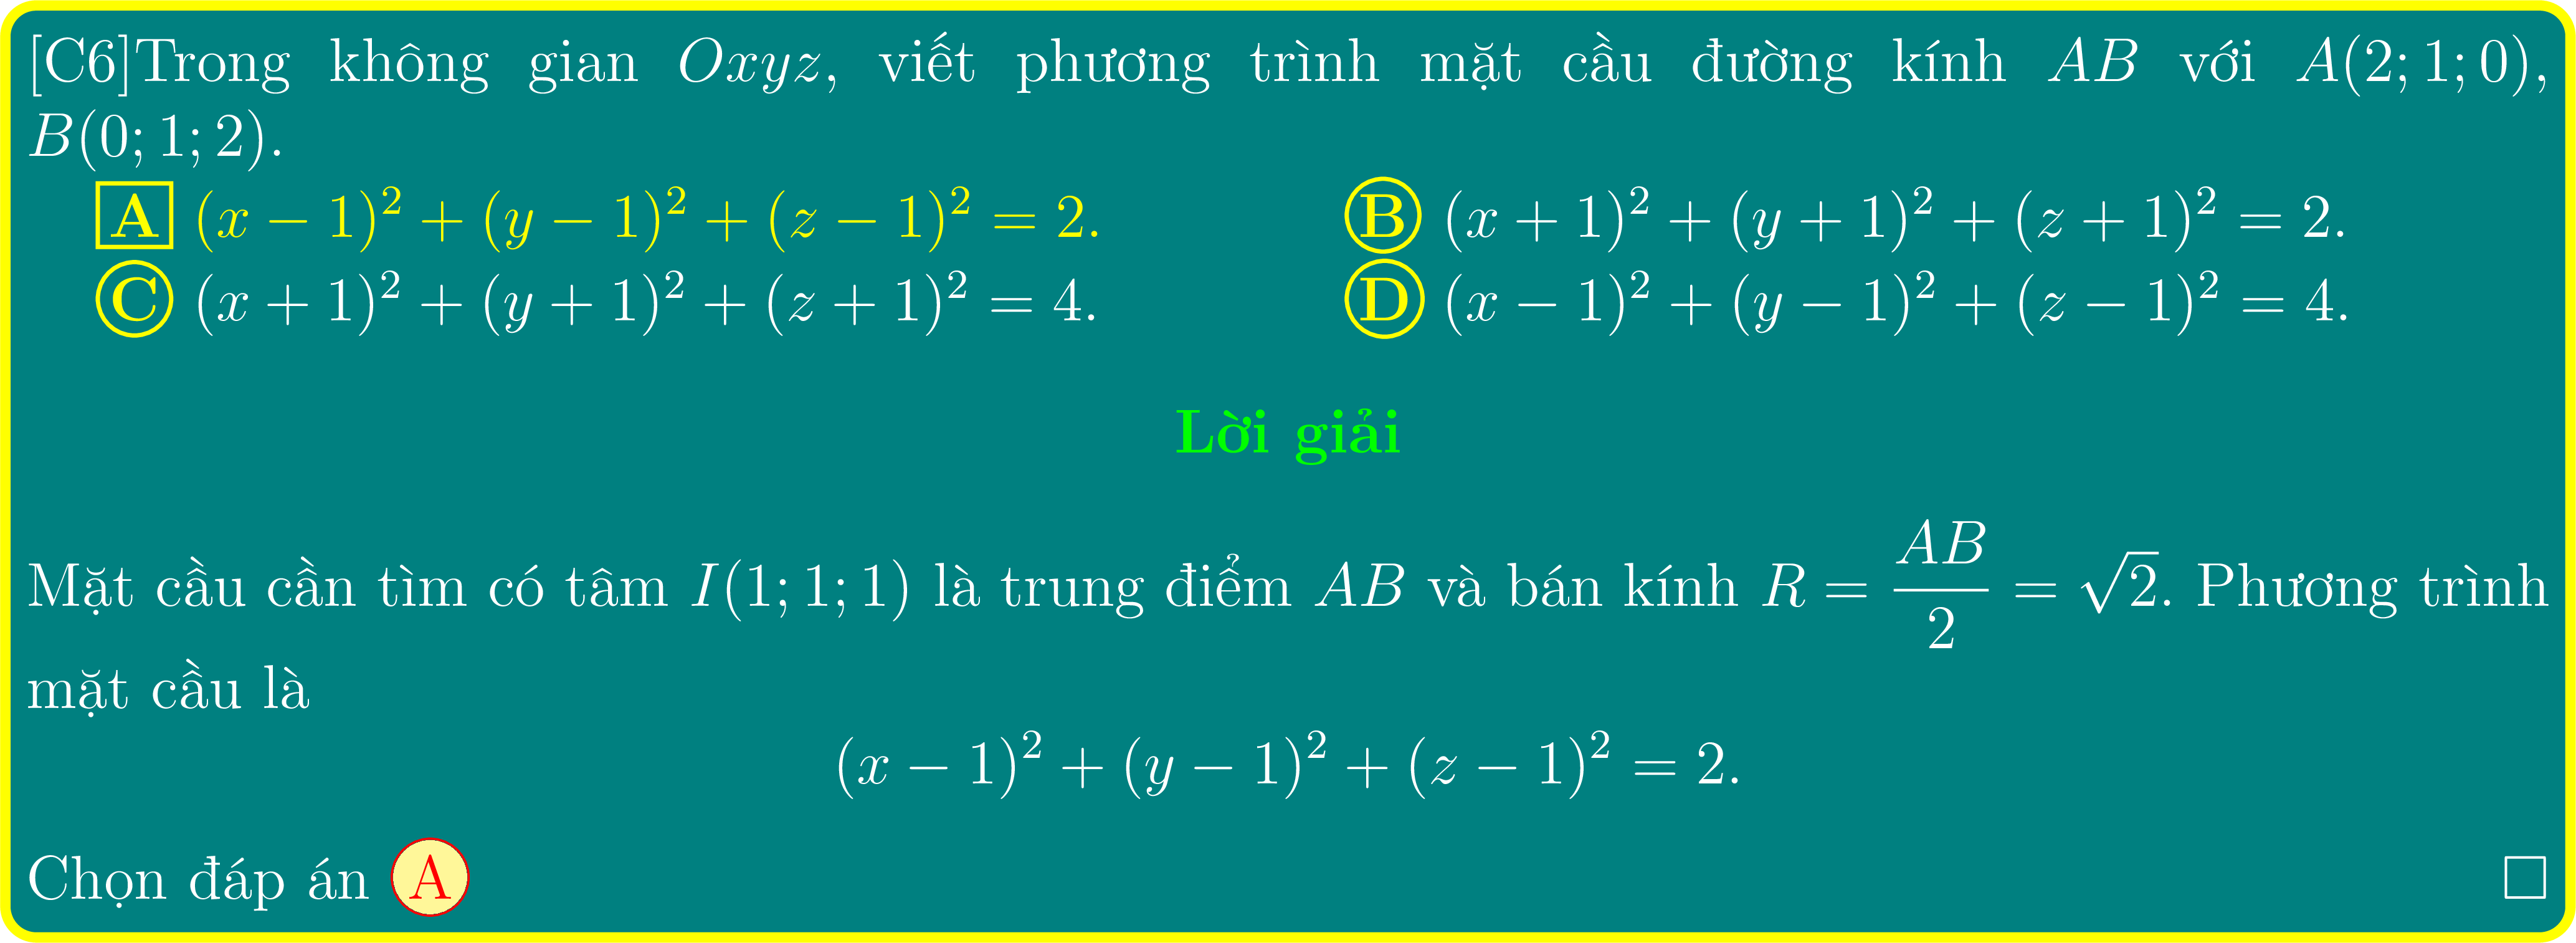 [C6]Trong không gian Oxyz, viết phương trình mặt cầu đường kính AB với A(2; 1; 0),
B(0; 1; 2).
A (x − 1)² + (y − 1)² + (z − 1)² = 2.
B (x + 1)² + (y + 1)² + (z + 1)² = 2.
C (x + 1)² + (y + 1)² + (z + 1)² = 4.
D (x − 1)² + (y − 1)² + (z − 1)² = 4.
Lời giải
Mặt cầu cần tìm có tâm I(1; 1; 1) là trung điểm AB và bán kính R = AB/2 = √2. Phương trình
mặt cầu là
(x − 1)² + (y − 1)² + (z − 1)² = 2.
Chọn đáp án A □